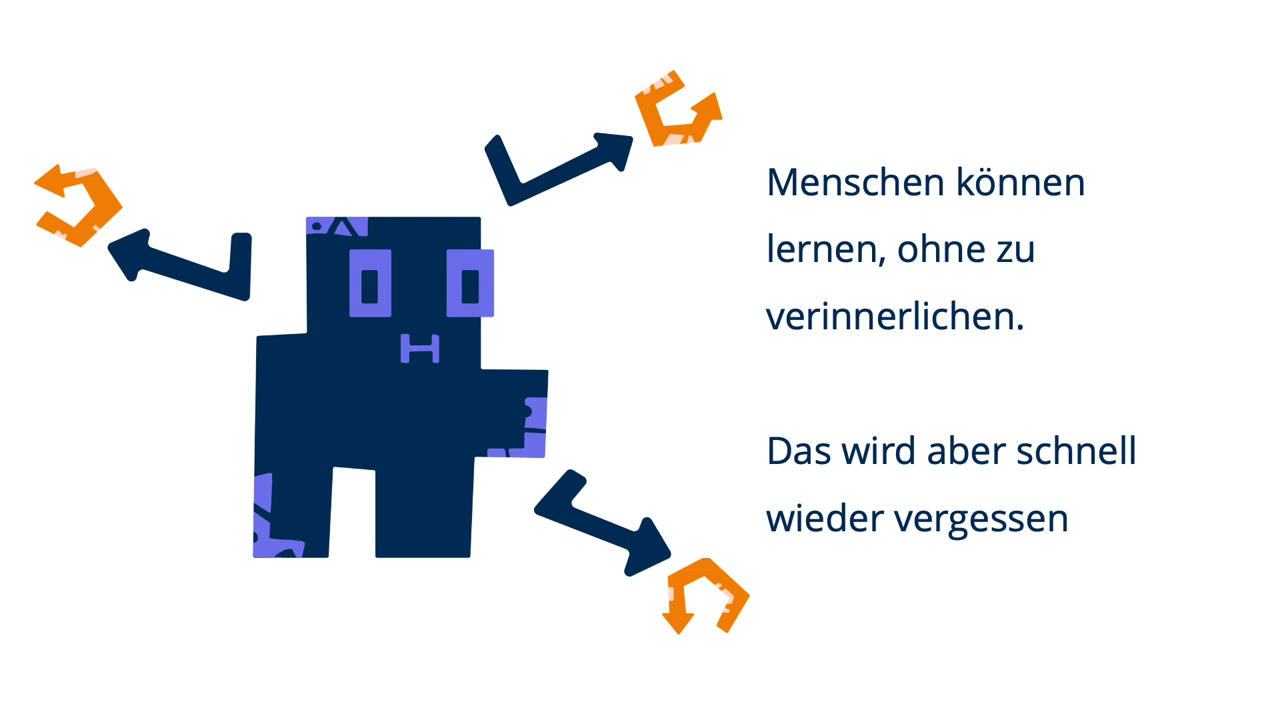 Menschen können
lernen, ohne zu
verinnerlichen.
Das wird aber schnell
wieder vergessen